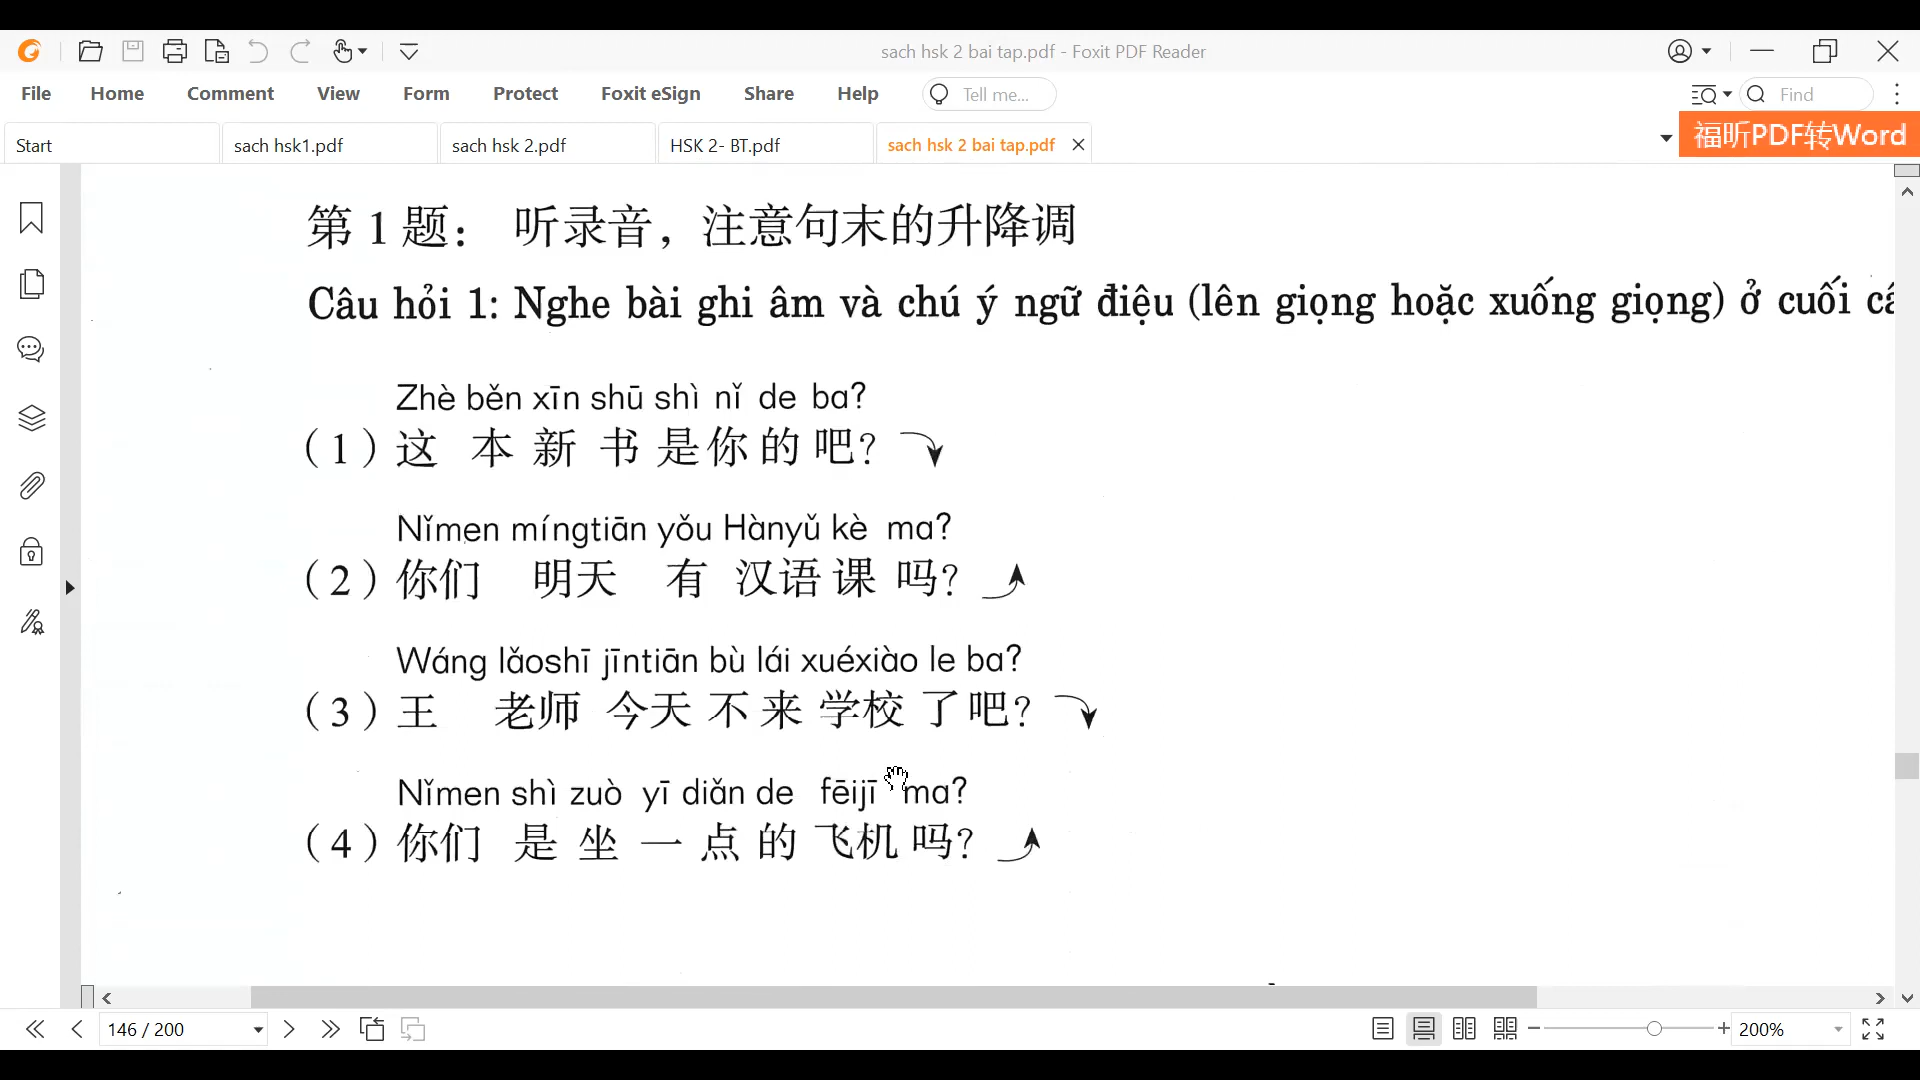 sach hsk 2 bai tap.pdf - Foxit PDF Reader
File Home Comment View Form Protect Foxit eSign Share Help Tell me... Find
Start sach hsk1.pdf sach hsk 2.pdf HSK 2- BT.pdf sach hsk 2 bai tap.pdf 福昕PDF转Word
第 1 题： 听录音，注意句末的升降调
Câu hỏi 1: Nghe bài ghi âm và chú ý ngữ điệu (lên giọng hoặc xuống giọng) ở cuối
Zhè běn xīn shū shì nǐ de ba?
（1）这 本 新 书 是你 的 吧？
Nǐmen míngtiān yǒu Hànyǔ kè ma?
（2）你们 明天 有 汉语 课 吗？
Wáng lǎoshī jīntiān bù lái xuéxiào le ba?
（3）王 老师 今天 不 来 学校 了 吧？
Nǐmen shì zuò yī diǎn de fēijī ma?
（4）你们 是 坐 一 点 的 飞机 吗？
146 / 200 200%